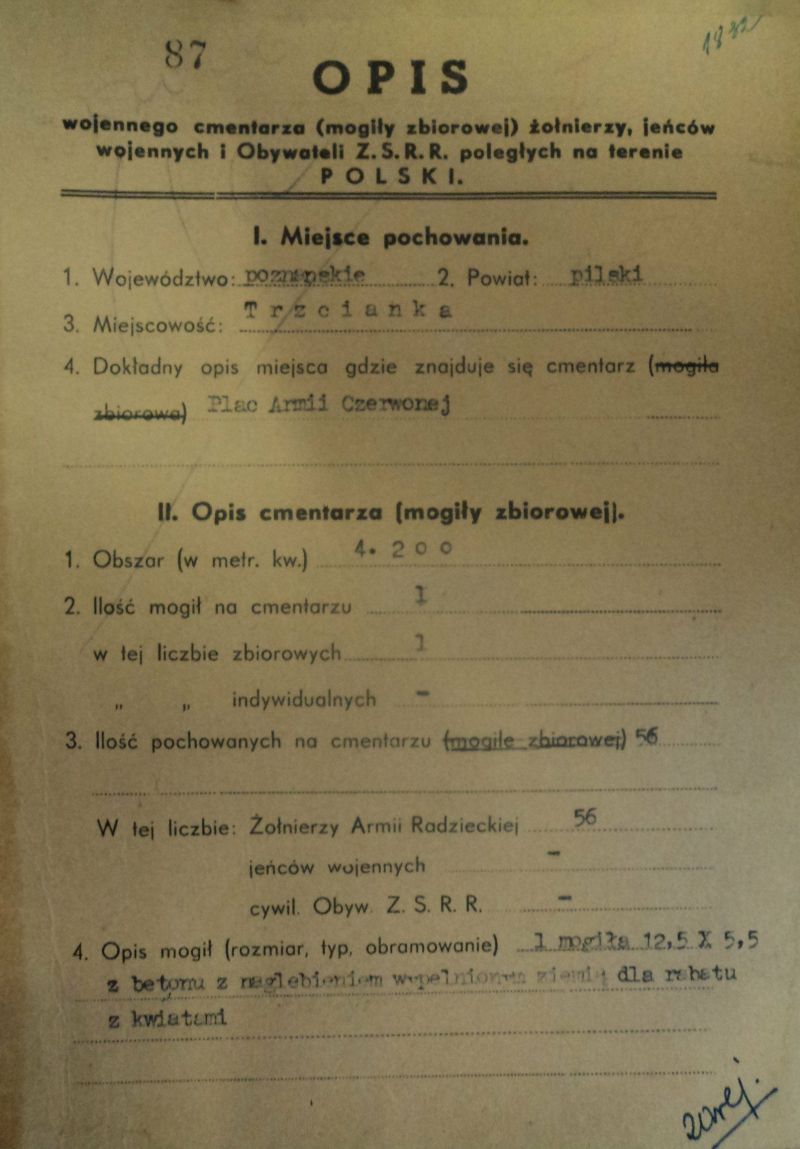 87
OPIS
wojennego cmentarza (mogiły zbiorowej) żołnierzy, jeńców
wojennych i Obywateli Z.S.R.R. poległych na terenie
POLSKI.
I. Miejsce pochowania.
1. Województwo: poznańskie 2. Powiat: pilski
3. Miejscowość: Trzcianka
4. Dokładny opis miejsca gdzie znajduje się cmentarz (mogiła
zbiorowa) Plac Armii Czerwonej
II. Opis cmentarza (mogiły zbiorowej).
1. Obszar (w metr. kw.) 4.200
2. Ilość mogił na cmentarzu 1
w tej liczbie zbiorowych 1
„ „ indywidualnych -
3. Ilość pochowanych na cmentarzu (mogile zbiorowej) 56
W tej liczbie: Żołnierzy Armii Radzieckiej 56
jeńców wojennych -
cywil. Obyw. Z. S. R. R. -
4. Opis mogił (rozmiar, typ, obramowanie) 1 mogiła 12,5 X 5,5
z betonu z wypełnionym dla rabatu
z kwiatami